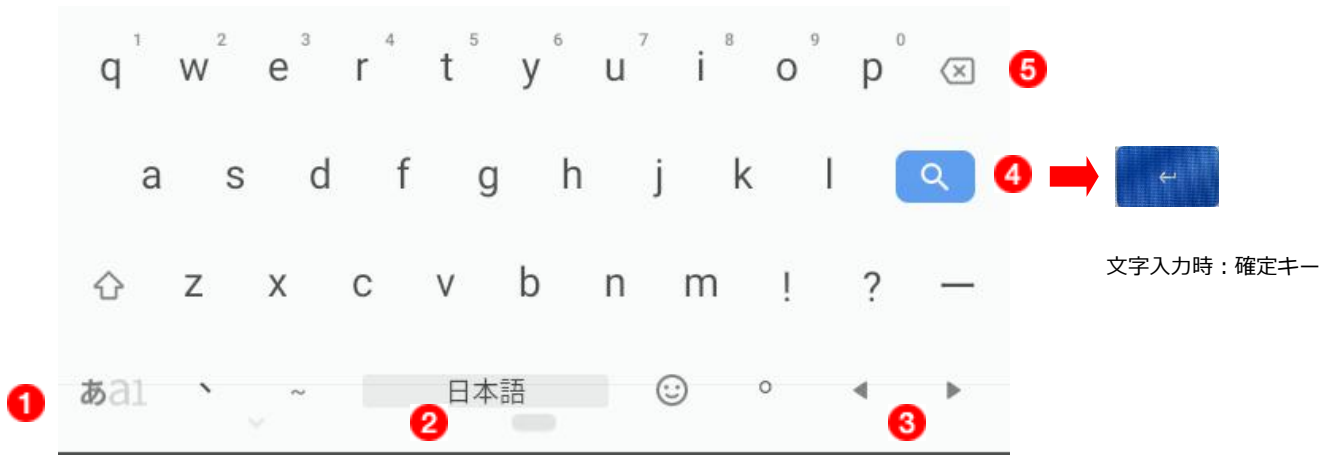 1 2 3 4 5 6 7 8 9 0
q w e r t y u i o p 5
a s d f g h j k l 4
文字入力時：確定キー
z x c v b n m ! ? ー
1 あa1 、 ~ 日本語 。
2 3